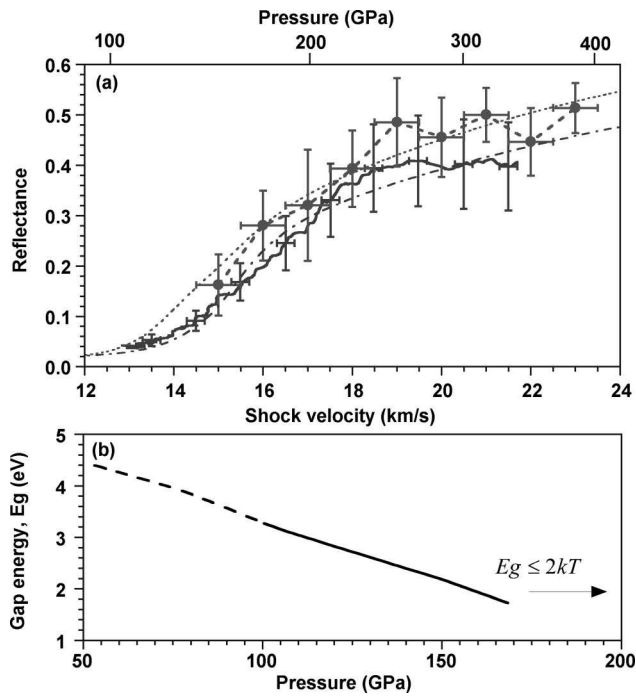 Pressure (GPa)
100 200 300 400
(a)
0.6
0.5
0.4
0.3
0.2
0.1
0.0
Reflectance
12 14 16 18 20 22 24
Shock velocity (km/s)
(b)
5
4
3
2
1
Gap energy, Eg (eV)
Eg ≤ 2kT
50 100 150 200
Pressure (GPa)